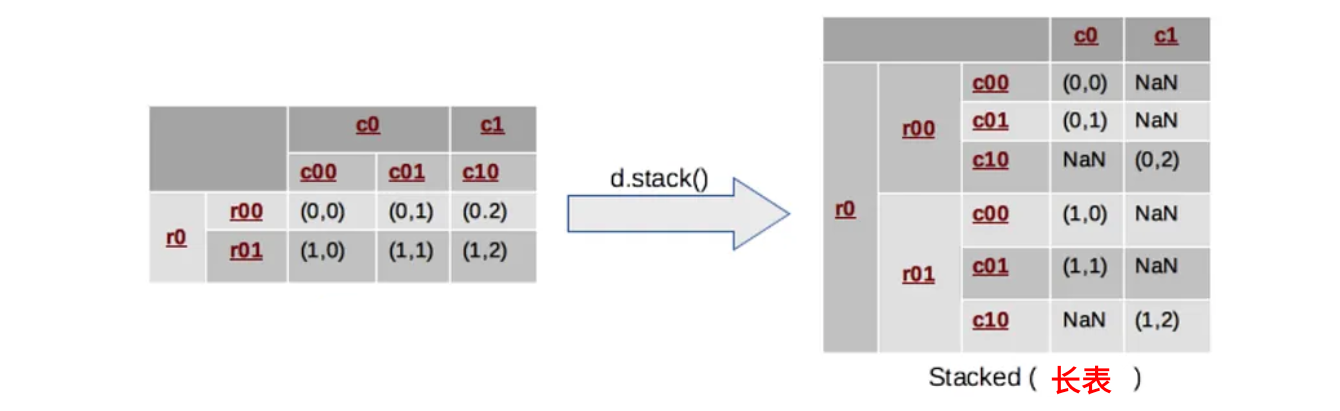 c0 c1
c00 c01 c10
r0 r00 (0,0) (0,1) (0.2)
r01 (1,0) (1,1) (1,2)
d.stack()
c0 c1
r0 r00 c00 (0,0) NaN
c01 (0,1) NaN
c10 NaN (0,2)
r01 c00 (1,0) NaN
c01 (1,1) NaN
c10 NaN (1,2)
Stacked ( 长表 )